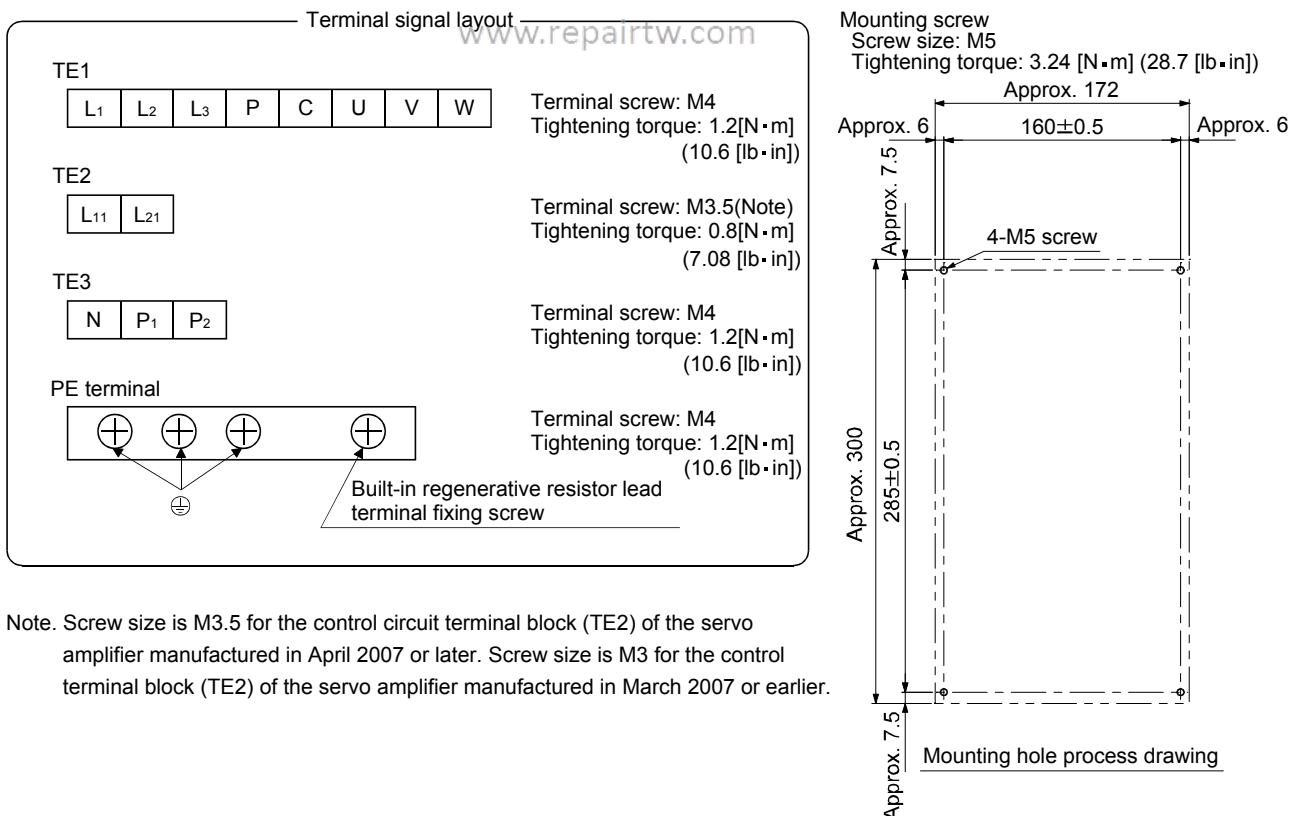 Terminal signal layout
www.repairtw.com
TE1
L1 L2 L3 P C U V W
Terminal screw: M4
Tightening torque: 1.2[N▪m]
(10.6 [lb▪in])
TE2
L11 L21
Terminal screw: M3.5(Note)
Tightening torque: 0.8[N▪m]
(7.08 [lb▪in])
TE3
N P1 P2
Terminal screw: M4
Tightening torque: 1.2[N▪m]
(10.6 [lb▪in])
PE terminal
Terminal screw: M4
Tightening torque: 1.2[N▪m]
(10.6 [lb▪in])
Built-in regenerative resistor lead
terminal fixing screw
Note. Screw size is M3.5 for the control circuit terminal block (TE2) of the servo
amplifier manufactured in April 2007 or later. Screw size is M3 for the control
terminal block (TE2) of the servo amplifier manufactured in March 2007 or earlier.
Mounting screw
Screw size: M5
Tightening torque: 3.24 [N▪m] (28.7 [lb▪in])
Approx. 172
Approx. 6
160±0.5
Approx. 6
Approx. 7.5
4-M5 screw
Approx. 300
285±0.5
Approx. 7.5
Mounting hole process drawing